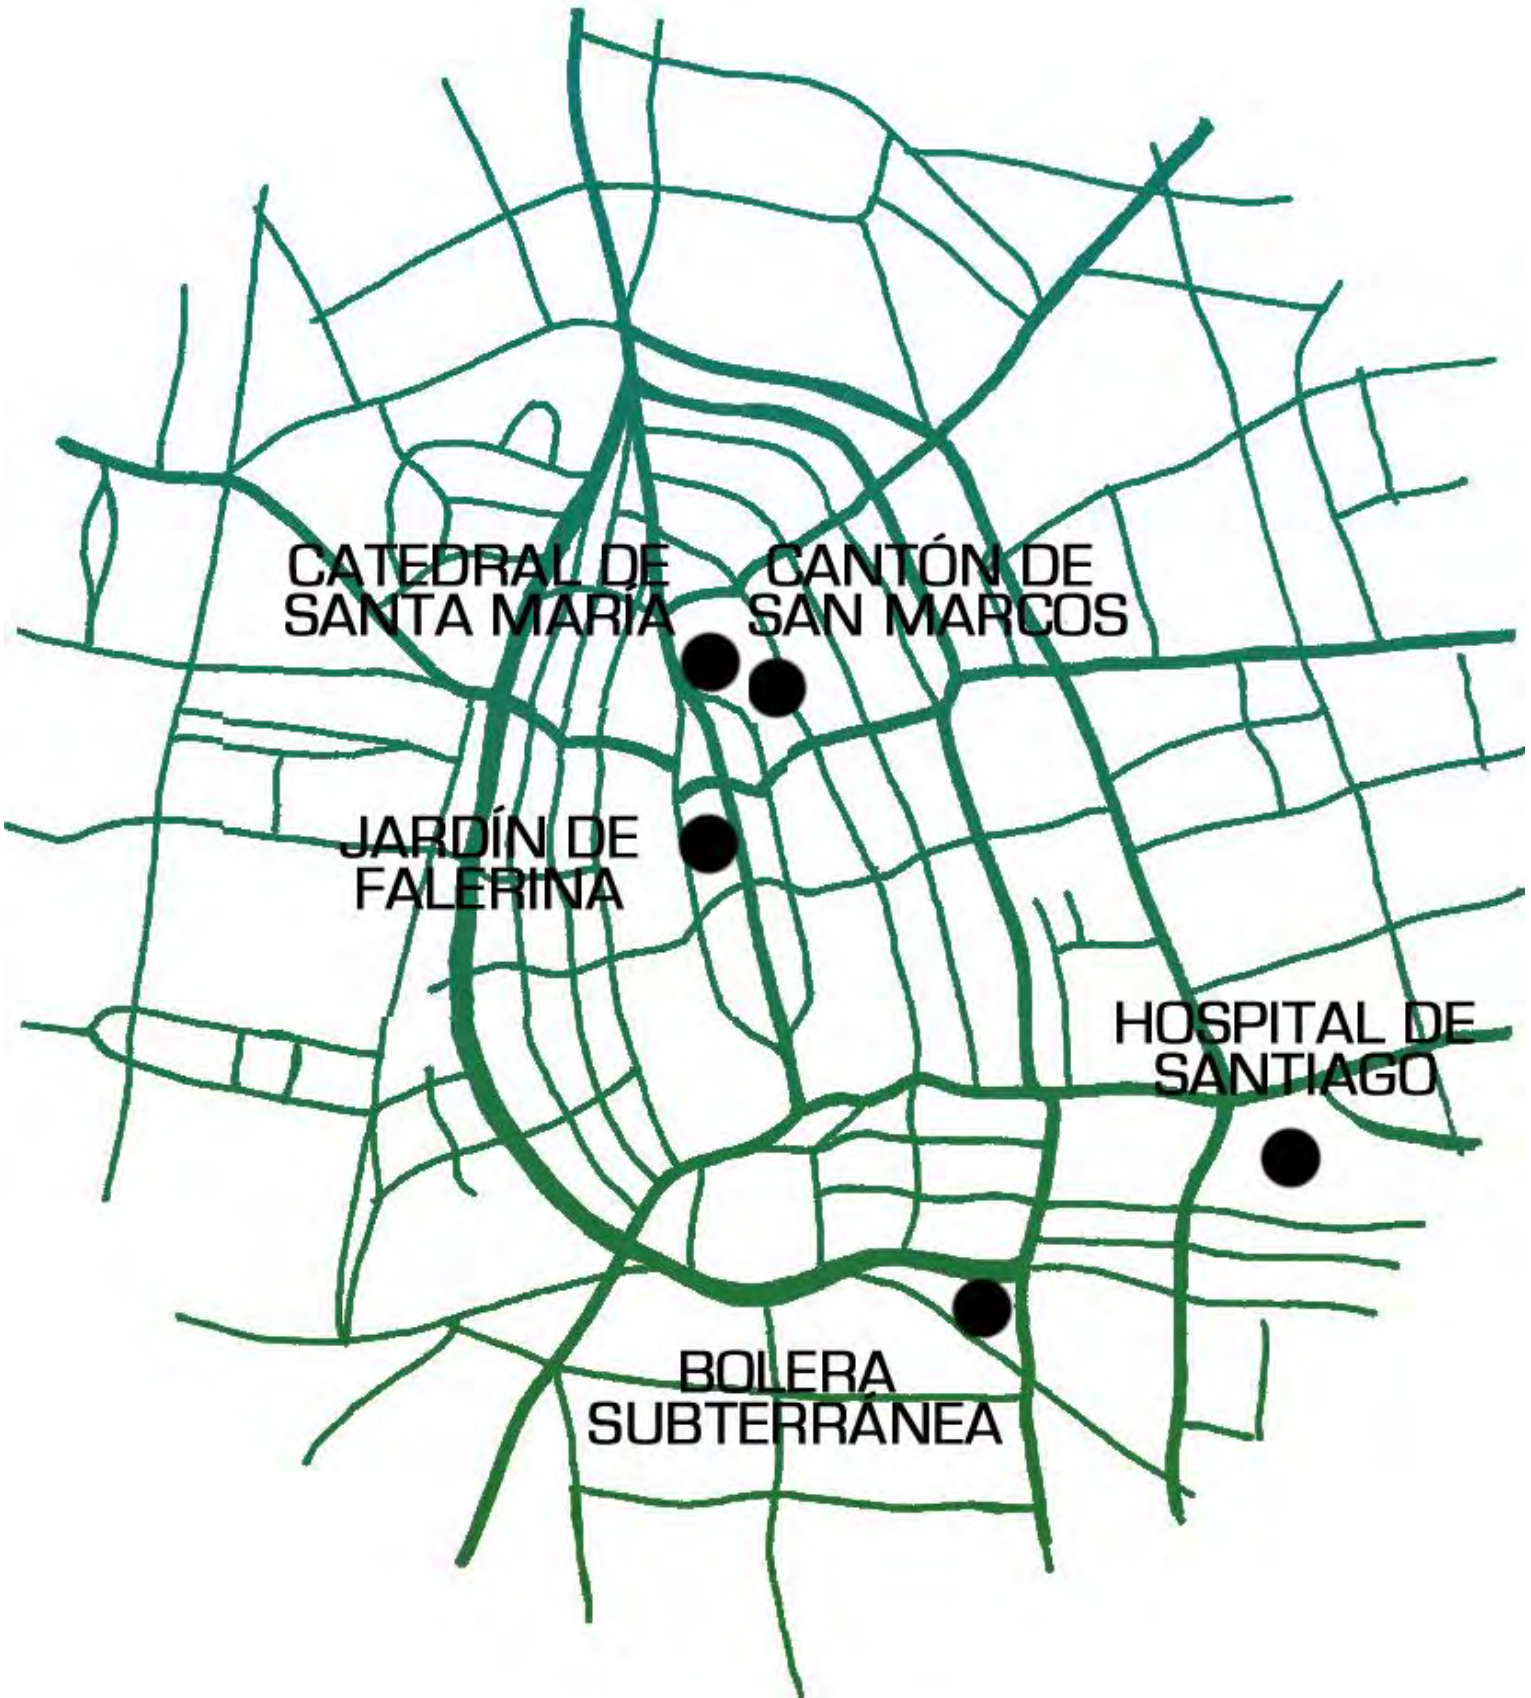 CATEDRAL DE
SANTA MARÍA
CANTÓN DE
SAN MARCOS
JARDÍN DE
FALERINA
HOSPITAL DE
SANTIAGO
BOLERA
SUBTERRÁNEA